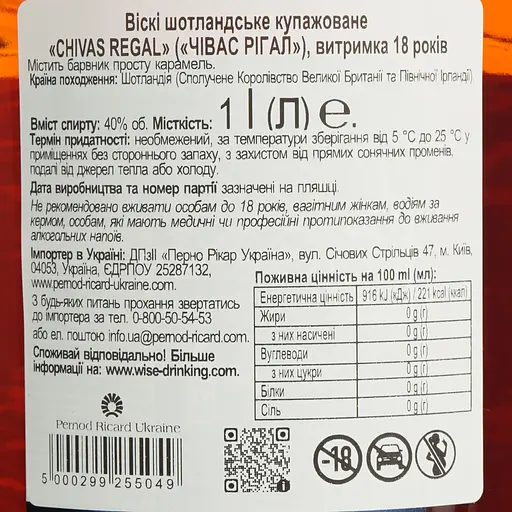 Віскі шотландське купажоване
«CHIVAS REGAL» («ЧІВАС РІГАЛ»), витримка 18 років
Містить барвник просту карамель.
Країна походження: Шотландія (Сполучене Королівство Великої Британії та Північної Ірландії)
Вміст спирту: 40% об. Місткість: 1 l (Л) e.
Термін придатності: необмежений, за температури зберігання від 5 °C до 25 °C у
приміщеннях без стороннього запаху, з захистом від прямих сонячних променів,
подалі від джерел тепла або холоду.
Дата виробництва та номер партії зазначені на пляшці.
Не рекомендовано вживати особам до 18 років, вагітним жінкам, водіям за
кермом, особам, які мають медичні чи професійні протипоказання до вживання
алкогольних напоїв.
Імпортер в Україні: ДПзІІ «Перно Рікар Україна», вул. Січових Стрільців 47, м. Київ,
04053, Україна, ЄДРПОУ 25287132,
www.pernod-ricard-ukraine.com.
З будь-яких питань прохання звертатись
до імпортера за тел. 0-800-50-54-53
або ел. поштою info.ua@pernod-ricard.com.
Споживай відповідально! Більше
інформації на: www.wise-drinking.com.
Поживна цінність на 100 ml (мл):
Енергетична цінність 916 kJ (кДж) / 221 kcal (ккал)
Жири 0 g (г)
з них насичені 0 g (г)
Вуглеводи 0 g (г)
з них цукри 0 g (г)
Білки 0 g (г)
Сіль 0 g (г)
Pernod Ricard Ukraine
5 000299 255049
-18